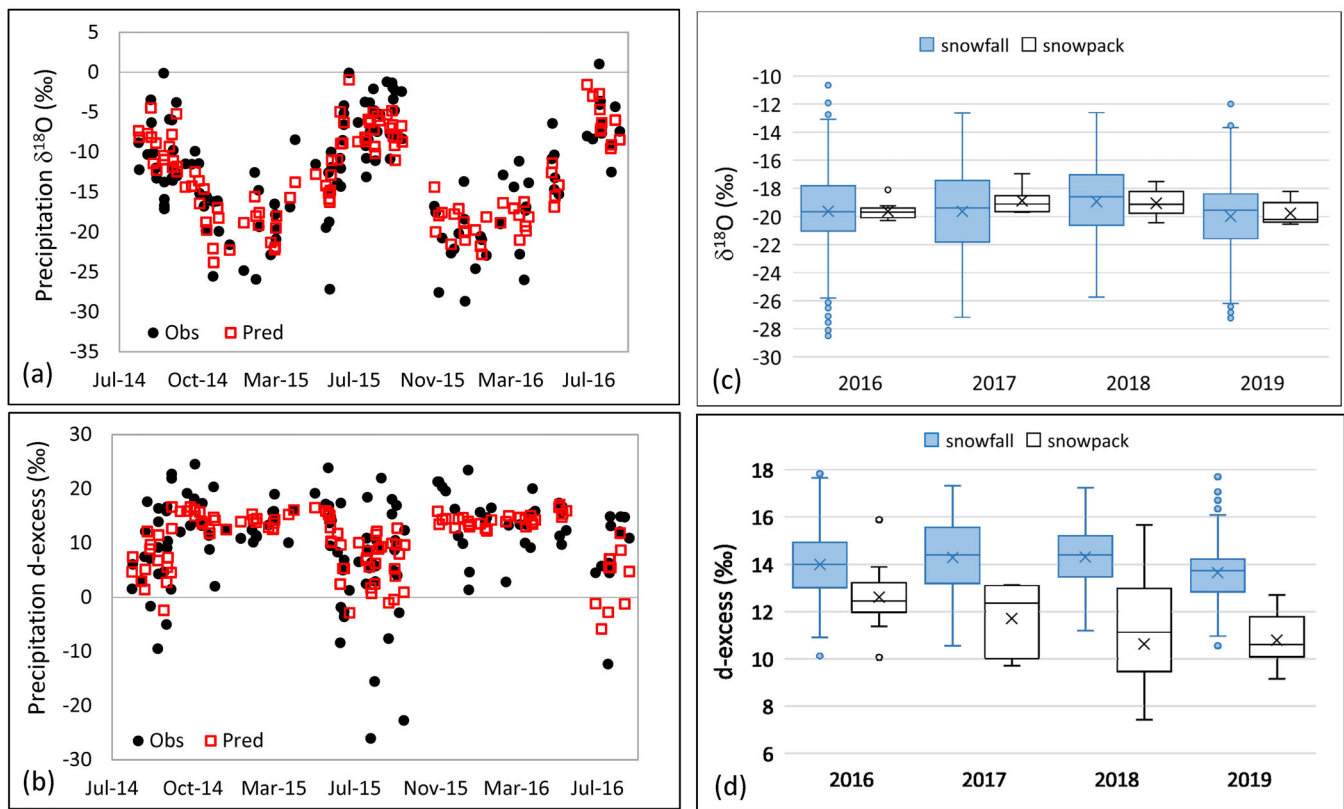 Precipitation δ¹⁸O (‰)
5
0
-5
-10
-15
-20
-25
-30
-35
Obs Pred
(a)
Jul-14 Oct-14 Mar-15 Jul-15 Nov-15 Mar-16 Jul-16
snowfall snowpack
δ¹⁸O (‰)
-10
-12
-14
-16
-18
-20
-22
-24
-26
-28
-30
(c)
2016 2017 2018 2019
Precipitation d-excess (‰)
30
20
10
0
-10
-20
-30
Obs Pred
(b)
Jul-14 Oct-14 Mar-15 Jul-15 Nov-15 Mar-16 Jul-16
snowfall snowpack
d-excess (‰)
18
16
14
12
10
8
6
(d)
2016 2017 2018 2019